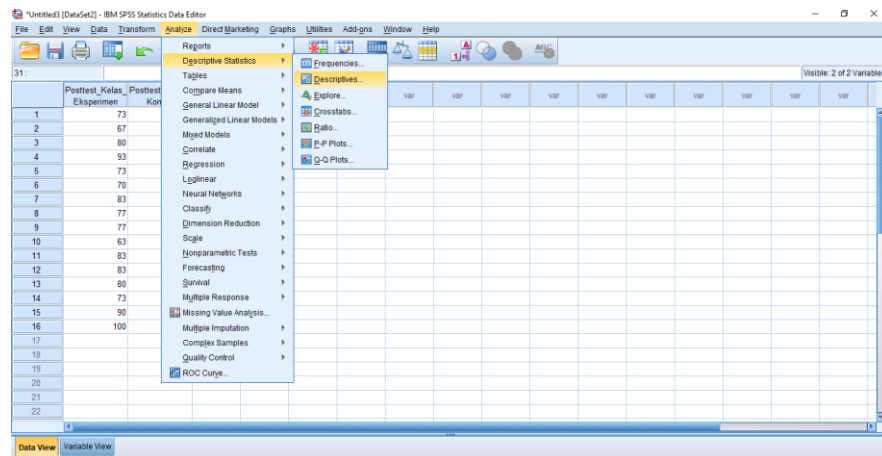 *Untitled3 [DataSet2] - IBM SPSS Statistics Data Editor
File Edit View Data Transform Analyze Direct Marketing Graphs Utilities Add-ons Window Help
31 :
Visible: 2 of 2 Variable
Posttest_Kelas_ Posttest
Eksperimen Kon
var var var var var var var var var var
1 73
2 67
3 80
4 93
5 73
6 70
7 83
8 77
9 77
10 63
11 83
12 83
13 80
14 73
15 90
16 100
17
18
19
20
21
22
Reports
Descriptive Statistics
Tables
Compare Means
General Linear Model
Generalized Linear Models
Mixed Models
Correlate
Regression
Loglinear
Neural Networks
Classify
Dimension Reduction
Scale
Nonparametric Tests
Forecasting
Survival
Multiple Response
Missing Value Analysis...
Multiple Imputation
Complex Samples
Quality Control
ROC Curve...
Frequencies...
Descriptives...
Explore...
Crosstabs...
Ratio...
P-P Plots...
Q-Q Plots...
Data View Variable View